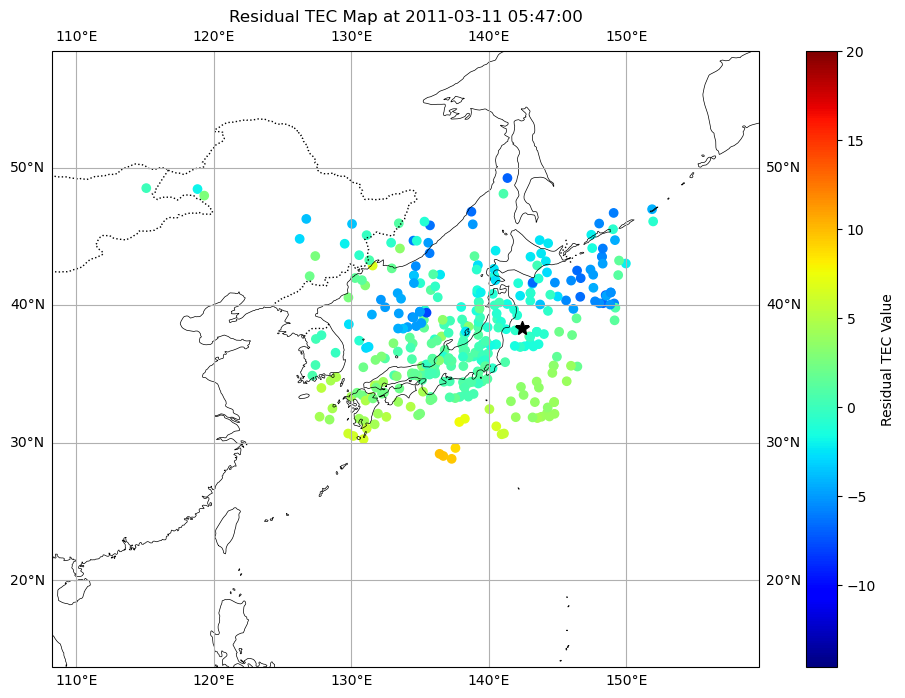 Residual TEC Map at 2011-03-11 05:47:00
110°E 120°E 130°E 140°E 150°E
20
15
50°N 50°N
10
40°N 40°N
5
Residual TEC Value
0
30°N 30°N
−5
20°N 20°N
−10
110°E 120°E 130°E 140°E 150°E